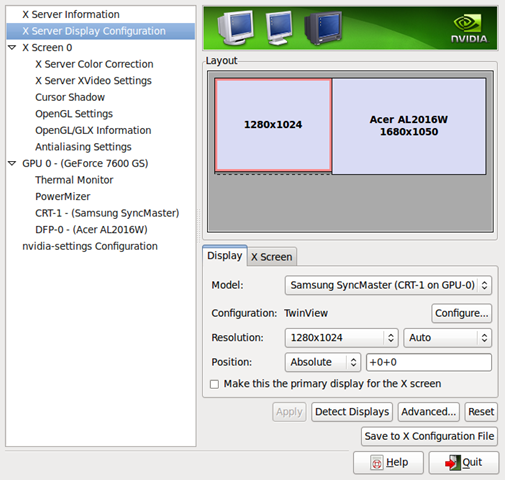 X Server Information
X Server Display Configuration
X Screen 0
X Server Color Correction
X Server XVideo Settings
Cursor Shadow
OpenGL Settings
OpenGL/GLX Information
Antialiasing Settings
GPU 0 - (GeForce 7600 GS)
Thermal Monitor
PowerMizer
CRT-1 - (Samsung SyncMaster)
DFP-0 - (Acer AL2016W)
nvidia-settings Configuration
NVIDIA
Layout
1280x1024
Acer AL2016W
1680x1050
Display
X Screen
Model:
Samsung SyncMaster (CRT-1 on GPU-0)
Configuration:
TwinView
Configure...
Resolution:
1280x1024
Auto
Position:
Absolute
+0+0
Make this the primary display for the X screen
Apply
Detect Displays
Advanced...
Reset
Save to X Configuration File
Help
Quit